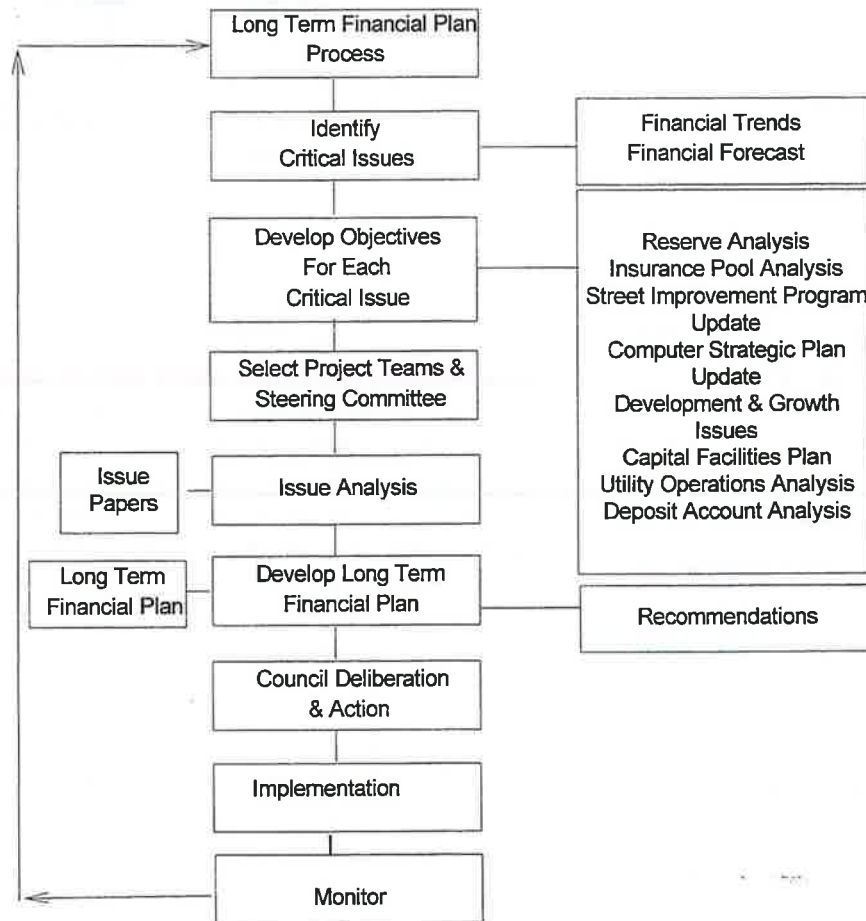 Long Term Financial Plan
Process
Identify
Critical Issues
Financial Trends
Financial Forecast
Develop Objectives
For Each
Critical Issue
Reserve Analysis
Insurance Pool Analysis
Street Improvement Program
Update
Computer Strategic Plan
Update
Development & Growth
Issues
Capital Facilities Plan
Utility Operations Analysis
Deposit Account Analysis
Select Project Teams &
Steering Committee
Issue
Papers
Issue Analysis
Long Term
Financial Plan
Develop Long Term
Financial Plan
Recommendations
Council Deliberation
& Action
Implementation
Monitor